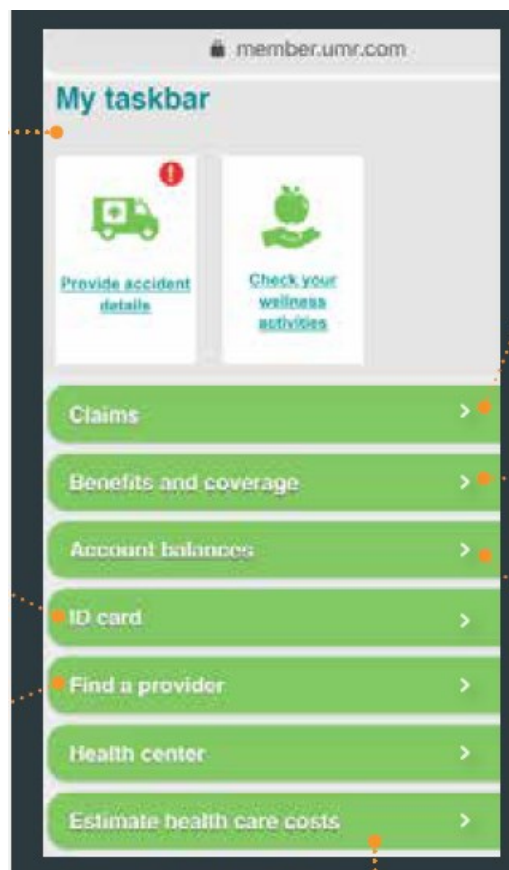 member.umr.com
My taskbar
!
Provide accident
details
Check your
wellness
activities
Claims
Benefits and coverage
Account balances
ID card
Find a provider
Health center
Estimate health care costs